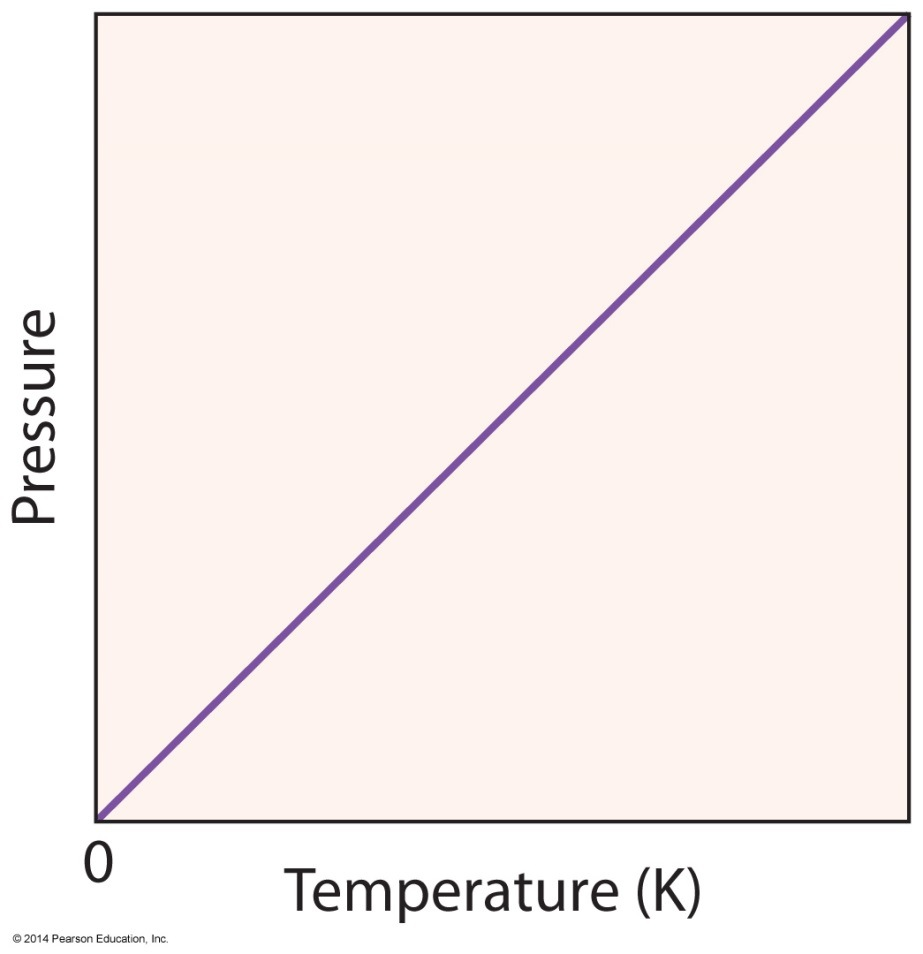 Pressure
0
Temperature (K)
© 2014 Pearson Education, Inc.